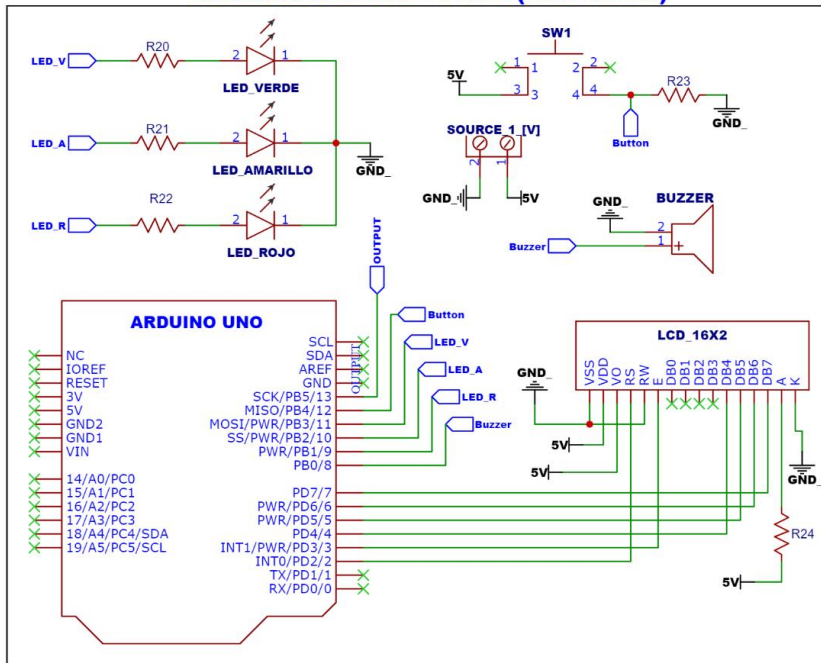 R20
LED_V
2
1
LED_VERDE
R21
LED_A
2
1
LED_AMARILLO
GND_
R22
LED_R
2
1
LED_ROJO
SW1
1
1
2
2
5V
3
3
4
4
R23
GND_
Button
SOURCE_1_[V]
2
1
GND_
5V
BUZZER
GND_
2
Buzzer
1
+
OUTPUT
ARDUINO UNO
NC
IOREF
RESET
3V
5V
GND2
GND1
VIN
14/A0/PC0
15/A1/PC1
16/A2/PC2
17/A3/PC3
18/A4/PC4/SDA
19/A5/PC5/SCL
SCL
SDA
AREF
GND
OUTPUT
SCK/PB5/13
MISO/PB4/12
MOSI/PWR/PB3/11
SS/PWR/PB2/10
PWR/PB1/9
PB0/8
PD7/7
PWR/PD6/6
PWR/PD5/5
PD4/4
INT1/PWR/PD3/3
INT0/PD2/2
TX/PD1/1
RX/PD0/0
Button
LED_V
LED_A
LED_R
Buzzer
LCD_16X2
VSS
VDD
VO
RS
RW
E
DB0
DB1
DB2
DB3
DB4
DB5
DB6
DB7
A
K
GND_
5V
5V
GND_
R24
5V